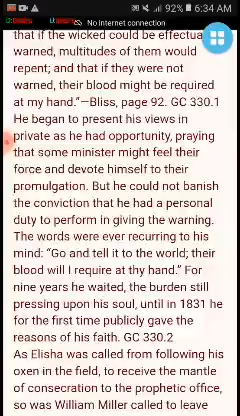 92% 6:34 AM
No Internet connection
that if the wicked could be effectua
warned, multitudes of them would
repent; and that if they were not
warned, their blood might be required
at my hand."—Bliss, page 92. GC 330.1
He began to present his views in
private as he had opportunity, praying
that some minister might feel their
force and devote himself to their
promulgation. But he could not banish
the conviction that he had a personal
duty to perform in giving the warning.
The words were ever recurring to his
mind: “Go and tell it to the world; their
blood will I require at thy hand.” For
nine years he waited, the burden still
pressing upon his soul, until in 1831 he
for the first time publicly gave the
reasons of his faith. GC 330.2
As Elisha was called from following his
oxen in the field, to receive the mantle
of consecration to the prophetic office,
so was William Miller called to leave